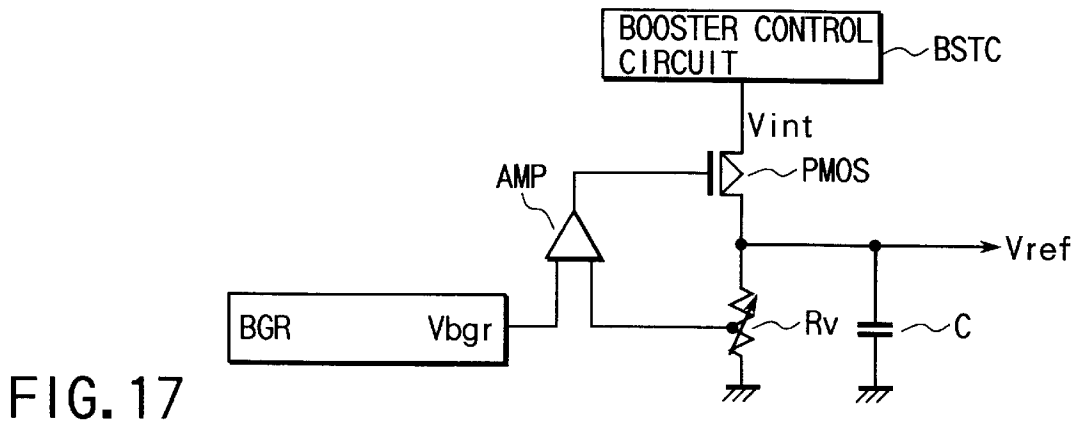 BOOSTER CONTROL
CIRCUIT
BSTC
Vint
PMOS
AMP
Vref
BGR Vbgr
Rv
C
FIG. 17